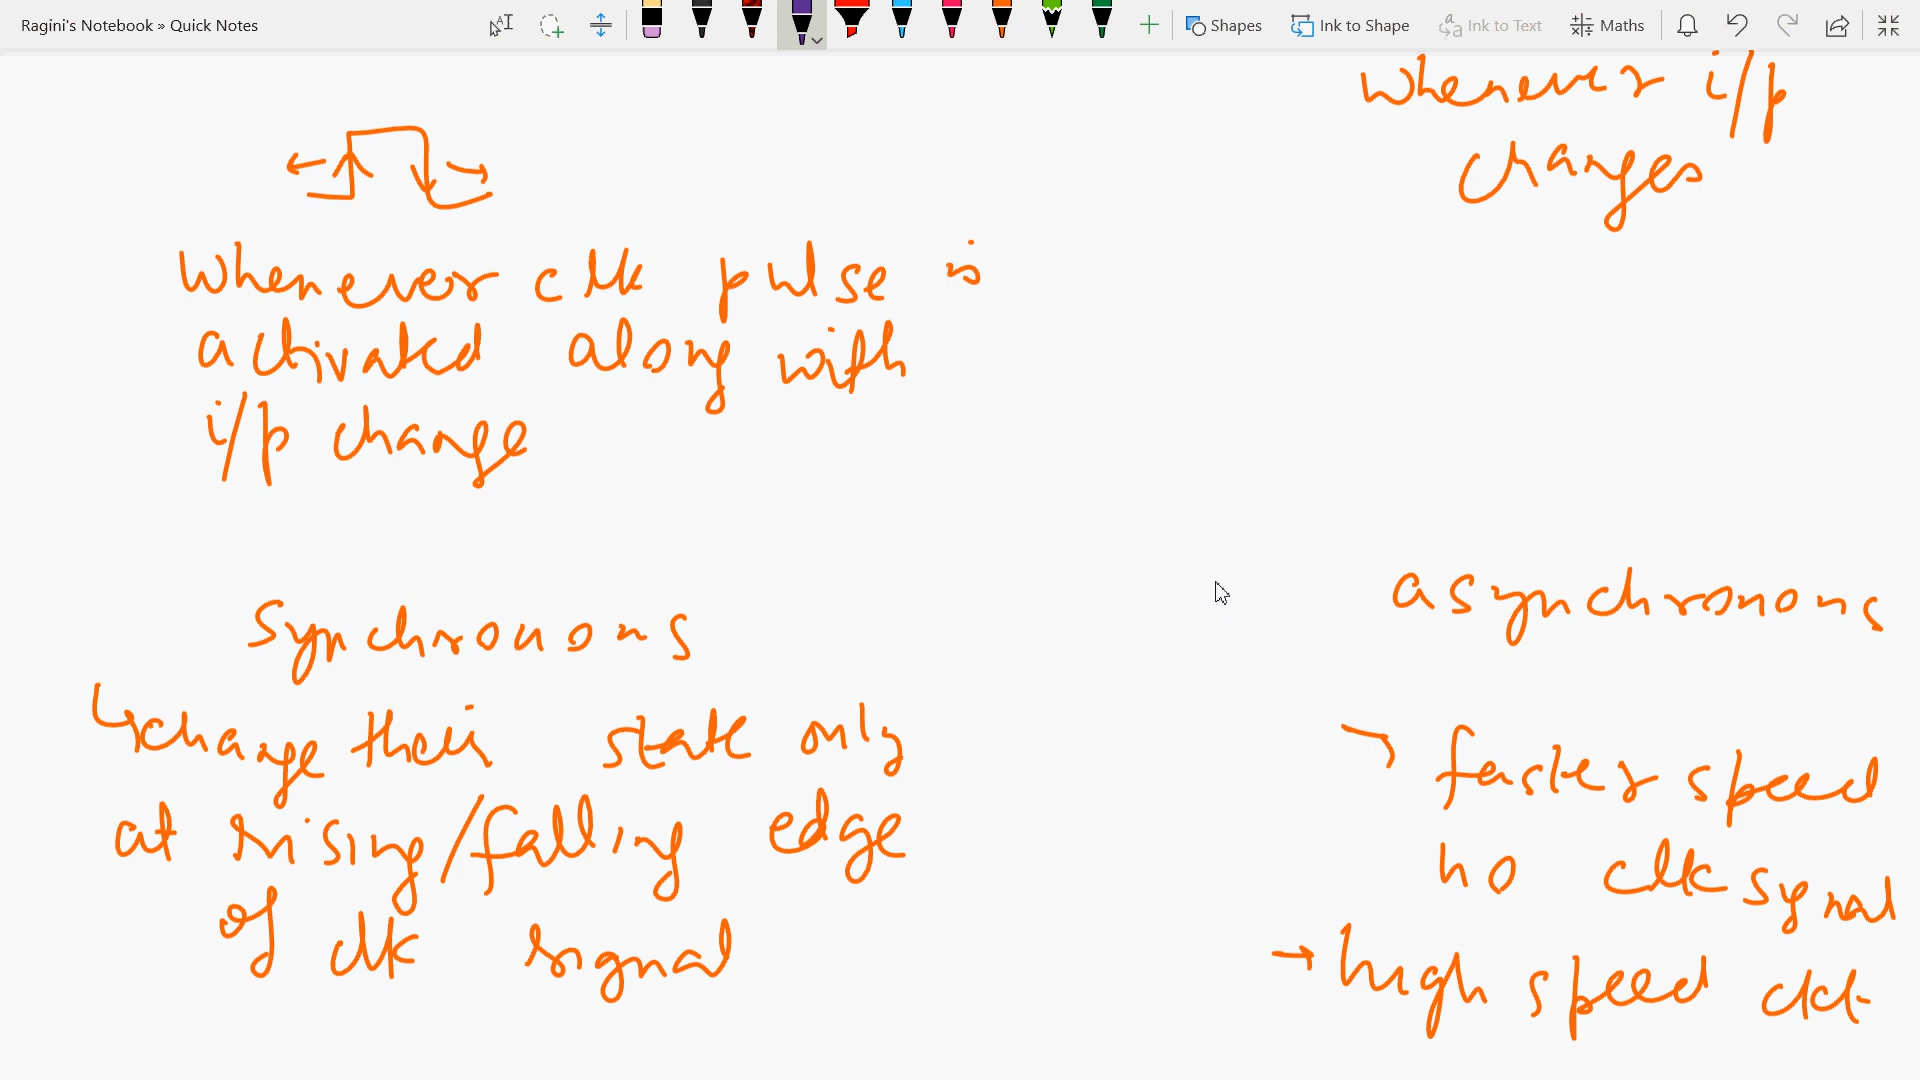 Ragini's Notebook » Quick Notes
Shapes
Ink to Shape
Ink to Text
Maths
whenever i/p
changes
whenever clk pulse is
activated along with
i/p change
Synchronous
change their state only
at rising/falling edge
of clk signal
asynchronous
faster speed
no clk signal
high speed ckt